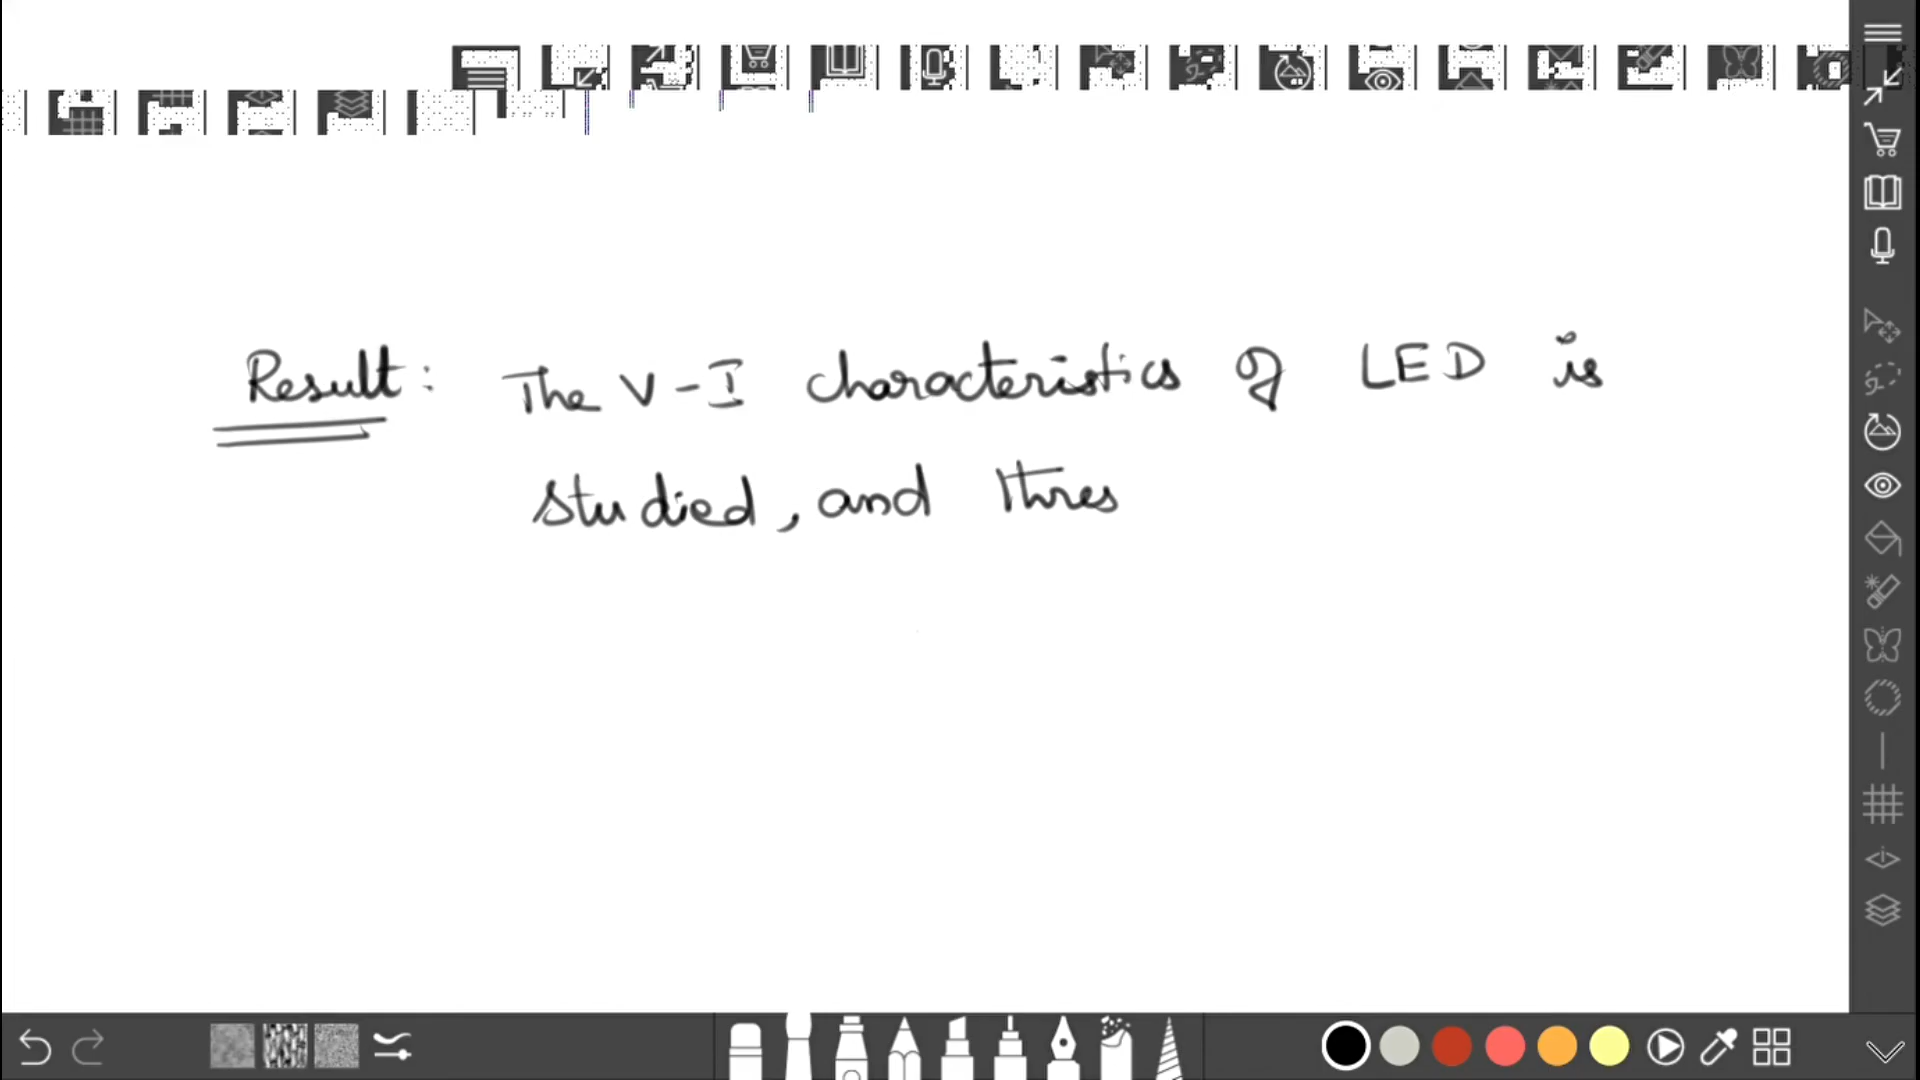 Result: The V-I characteristics of LED is
studied, and thres